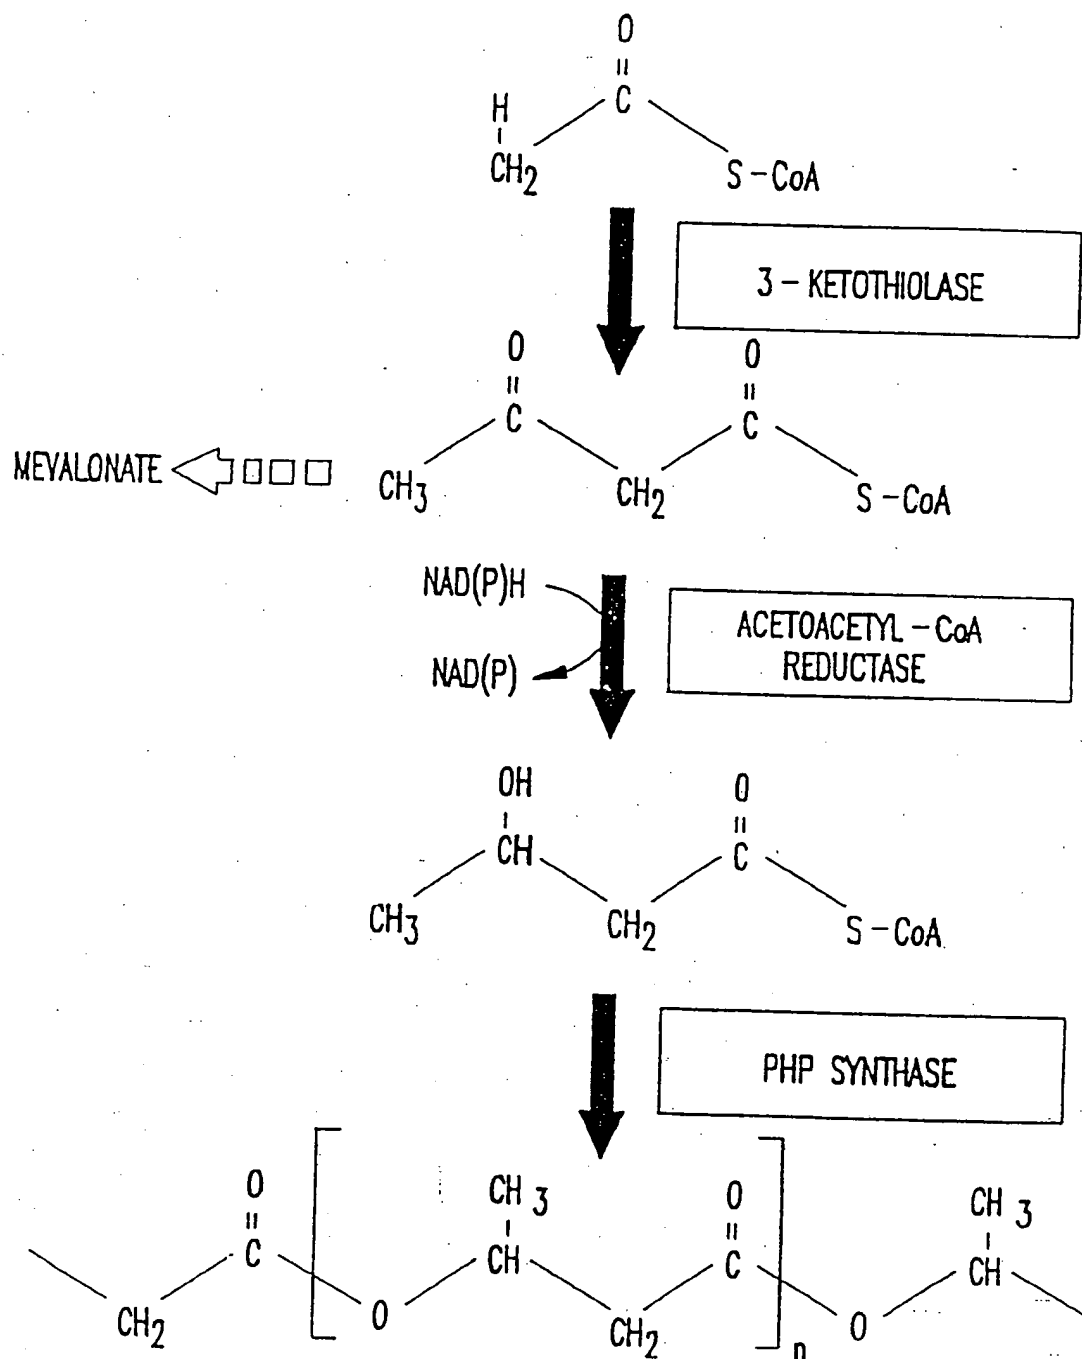 O
H
C
CH2
S-CoA
3-KETOTHIOLASE
O
O
C
C
MEVALONATE
CH3
CH2
S-CoA
NAD(P)H
ACETOACETYL-CoA
REDUCTASE
NAD(P)
OH
O
CH
C
CH3
CH2
S-CoA
PHP SYNTHASE
O
CH3
O
CH3
C
CH
C
CH
CH2
O
CH2
O
n